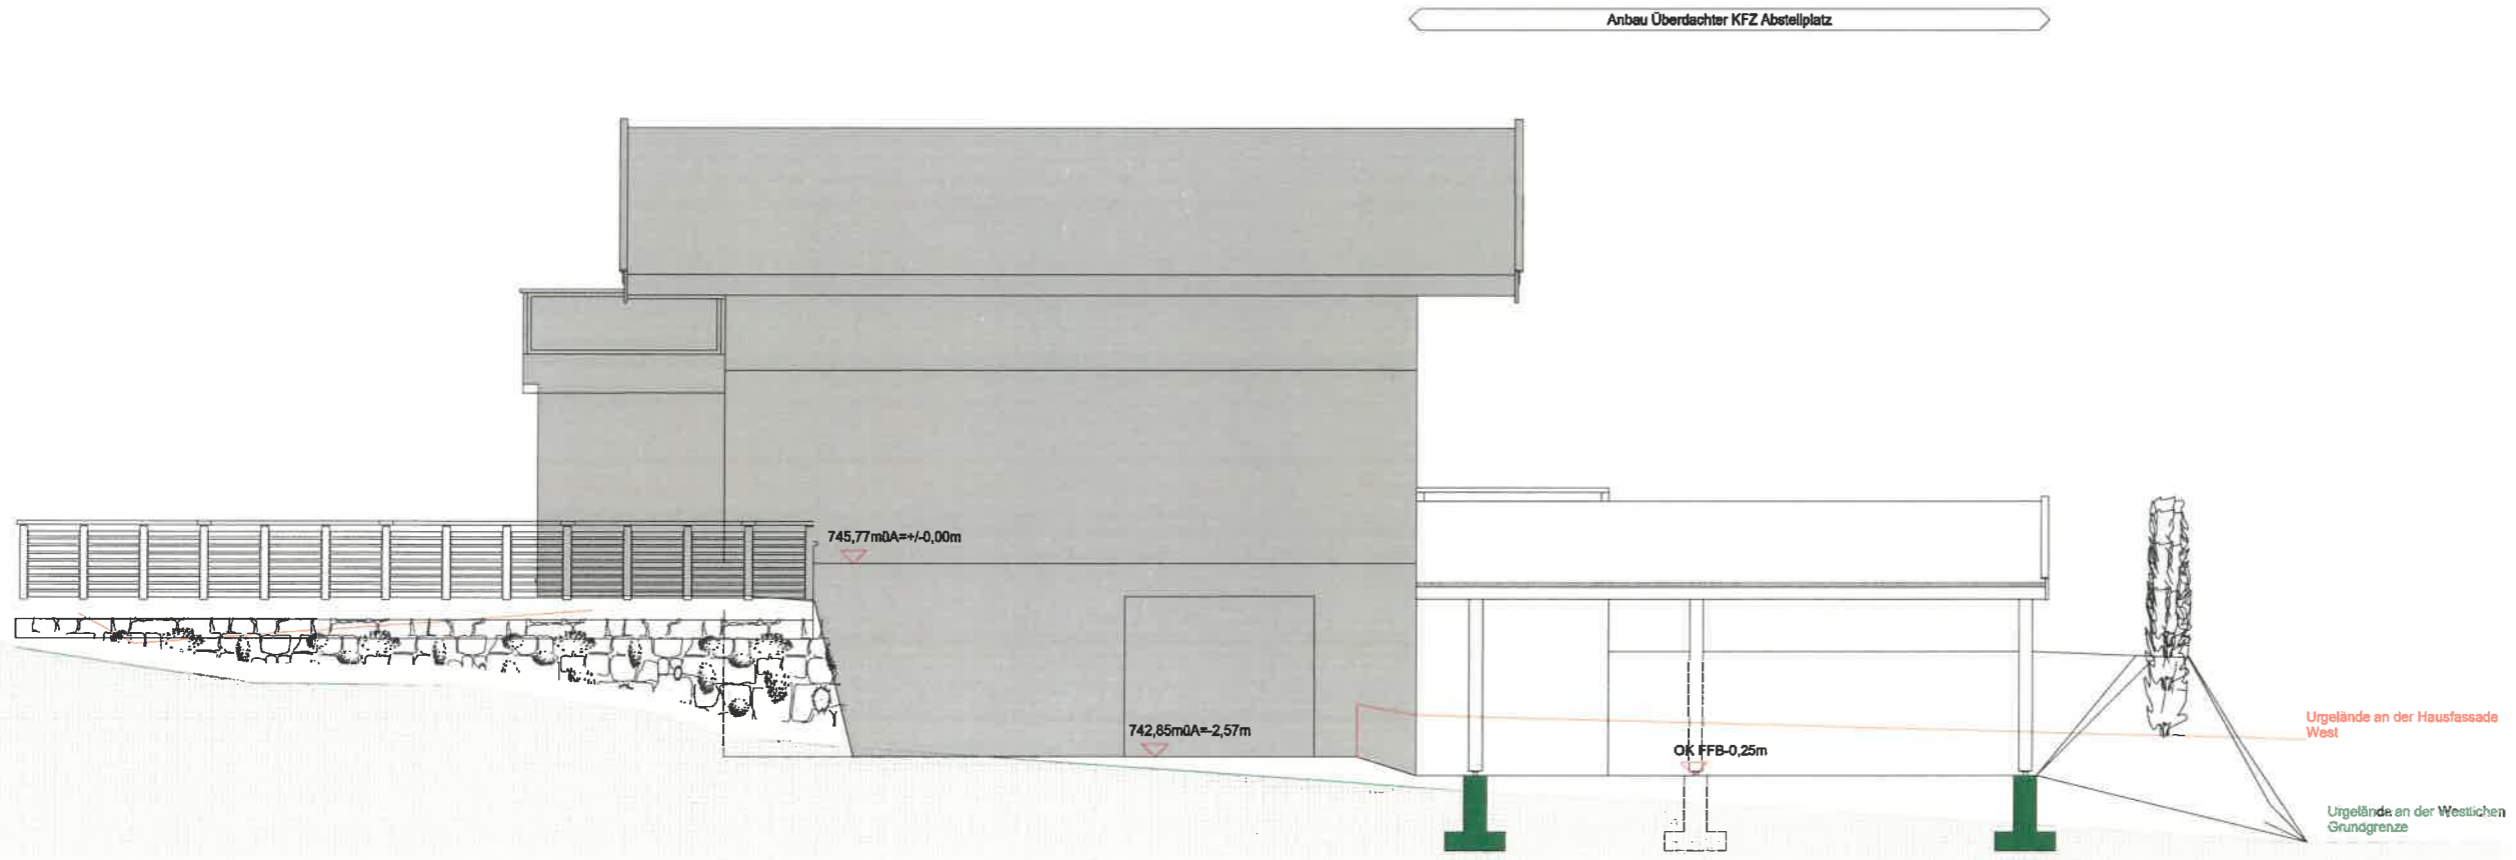 Anbau Überdachter KFZ Abstellplatz
745,77müA=+/-0,00m
742,85müA=-2,57m
OK FFB-0,25m
Urgelände an der Hausfassade
West
Urgelände an der Westlichen
Grundgrenze